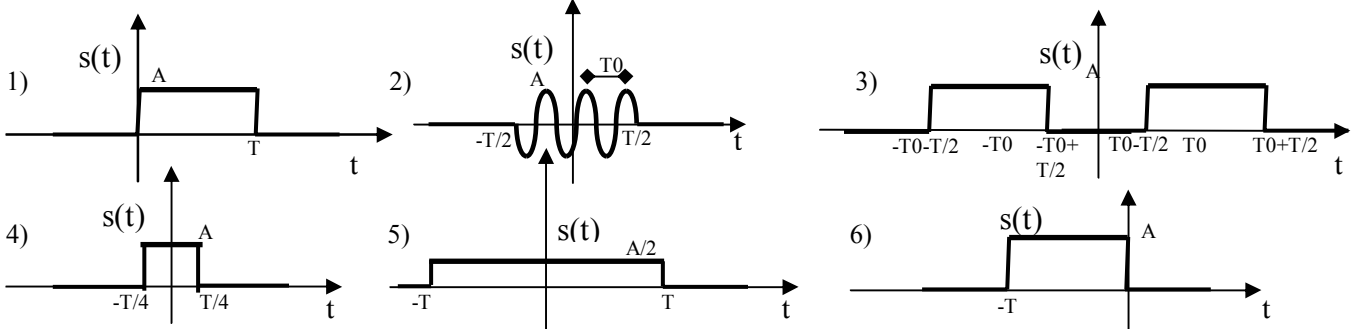 1)
s(t)
A
T
t
2)
s(t)
A
T0
-T/2
T/2
t
3)
s(t)
A
-T0-T/2
-T0
-T0+
T/2
T0-T/2
T0
T0+T/2
t
4)
s(t)
A
-T/4
T/4
t
5)
s(t)
A/2
-T
T
t
6)
s(t)
A
-T
t